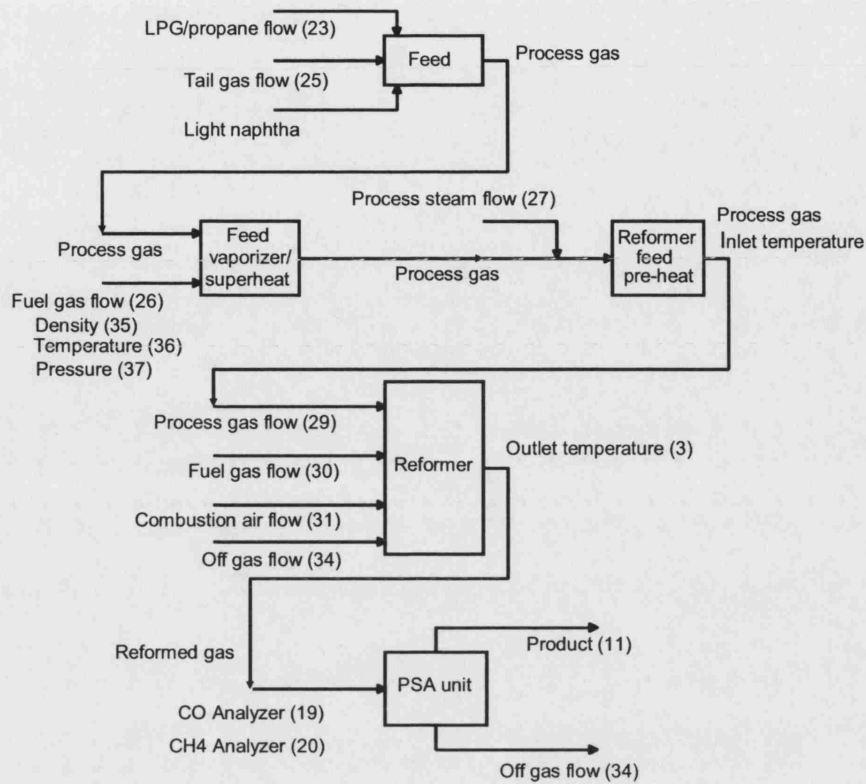 LPG/propane flow (23)
Feed
Process gas
Tail gas flow (25)
Light naphtha
Process steam flow (27)
Process gas
Inlet temperature
Process gas
Feed
vaporizer/
superheat
Process gas
Reformer
feed
pre-heat
Fuel gas flow (26)
Density (35)
Temperature (36)
Pressure (37)
Process gas flow (29)
Reformer
Outlet temperature (3)
Fuel gas flow (30)
Combustion air flow (31)
Off gas flow (34)
Reformed gas
Product (11)
PSA unit
CO Analyzer (19)
CH4 Analyzer (20)
Off gas flow (34)